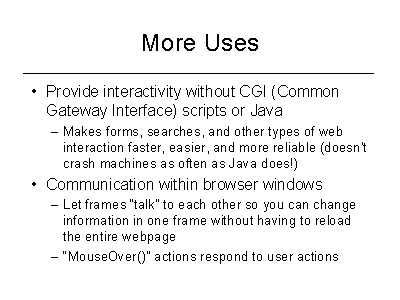 More Uses
• Provide interactivity without CGI (Common
Gateway Interface) scripts or Java
– Makes forms, searches, and other types of web
interaction faster, easier, and more reliable (doesn't
crash machines as often as Java does!)
• Communication within browser windows
– Let frames "talk" to each other so you can change
information in one frame without having to reload
the entire webpage
– "MouseOver()" actions respond to user actions